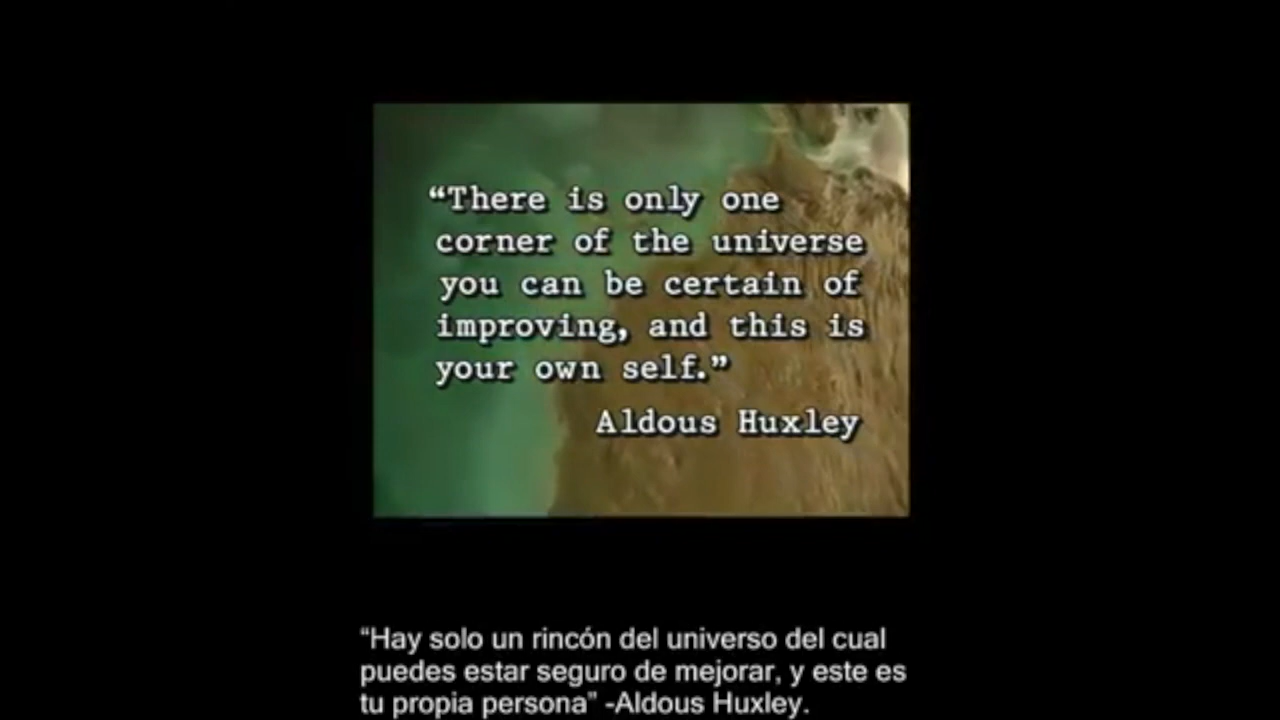 “There is only one
corner of the universe
you can be certain of
improving, and this is
your own self.”
Aldous Huxley
“Hay solo un rincón del universo del cual
puedes estar seguro de mejorar, y este es
tu propia persona” -Aldous Huxley.